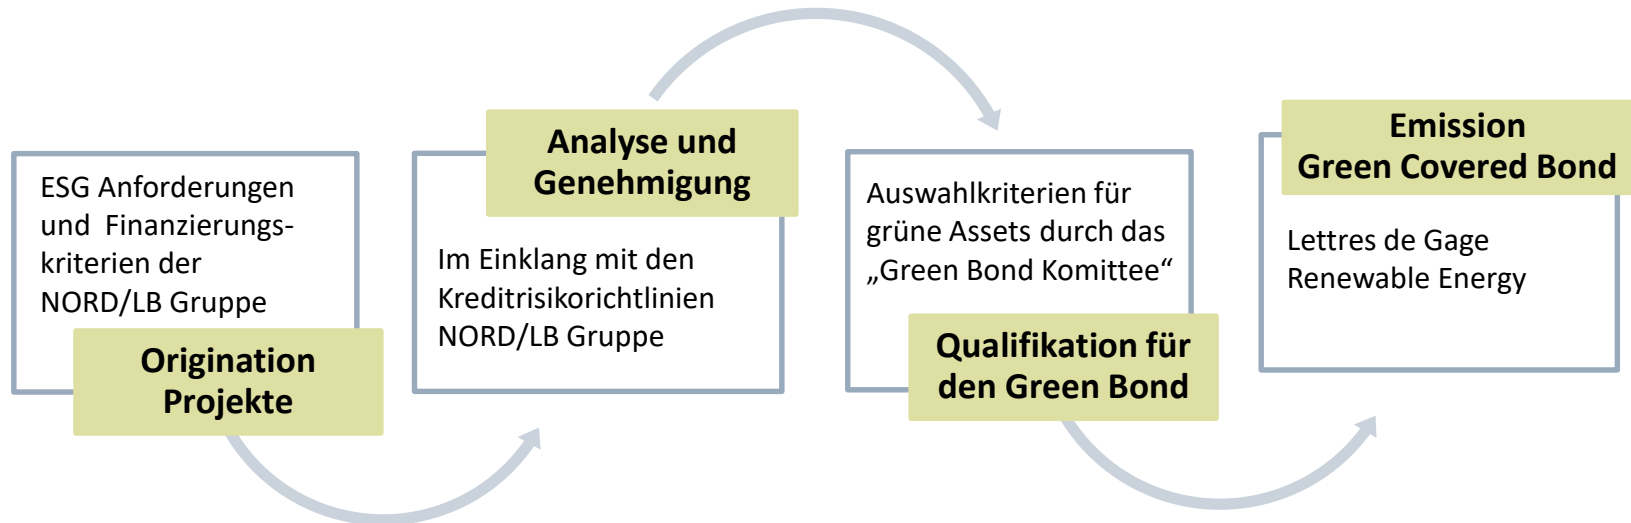 ESG Anforderungen
und Finanzierungs-
kriterien der
NORD/LB Gruppe
Origination
Projekte
Analyse und
Genehmigung
Im Einklang mit den
Kreditrisikorichtlinien
NORD/LB Gruppe
Auswahlkriterien für
grüne Assets durch das
„Green Bond Komittee“
Qualifikation für
den Green Bond
Emission
Green Covered Bond
Lettres de Gage
Renewable Energy